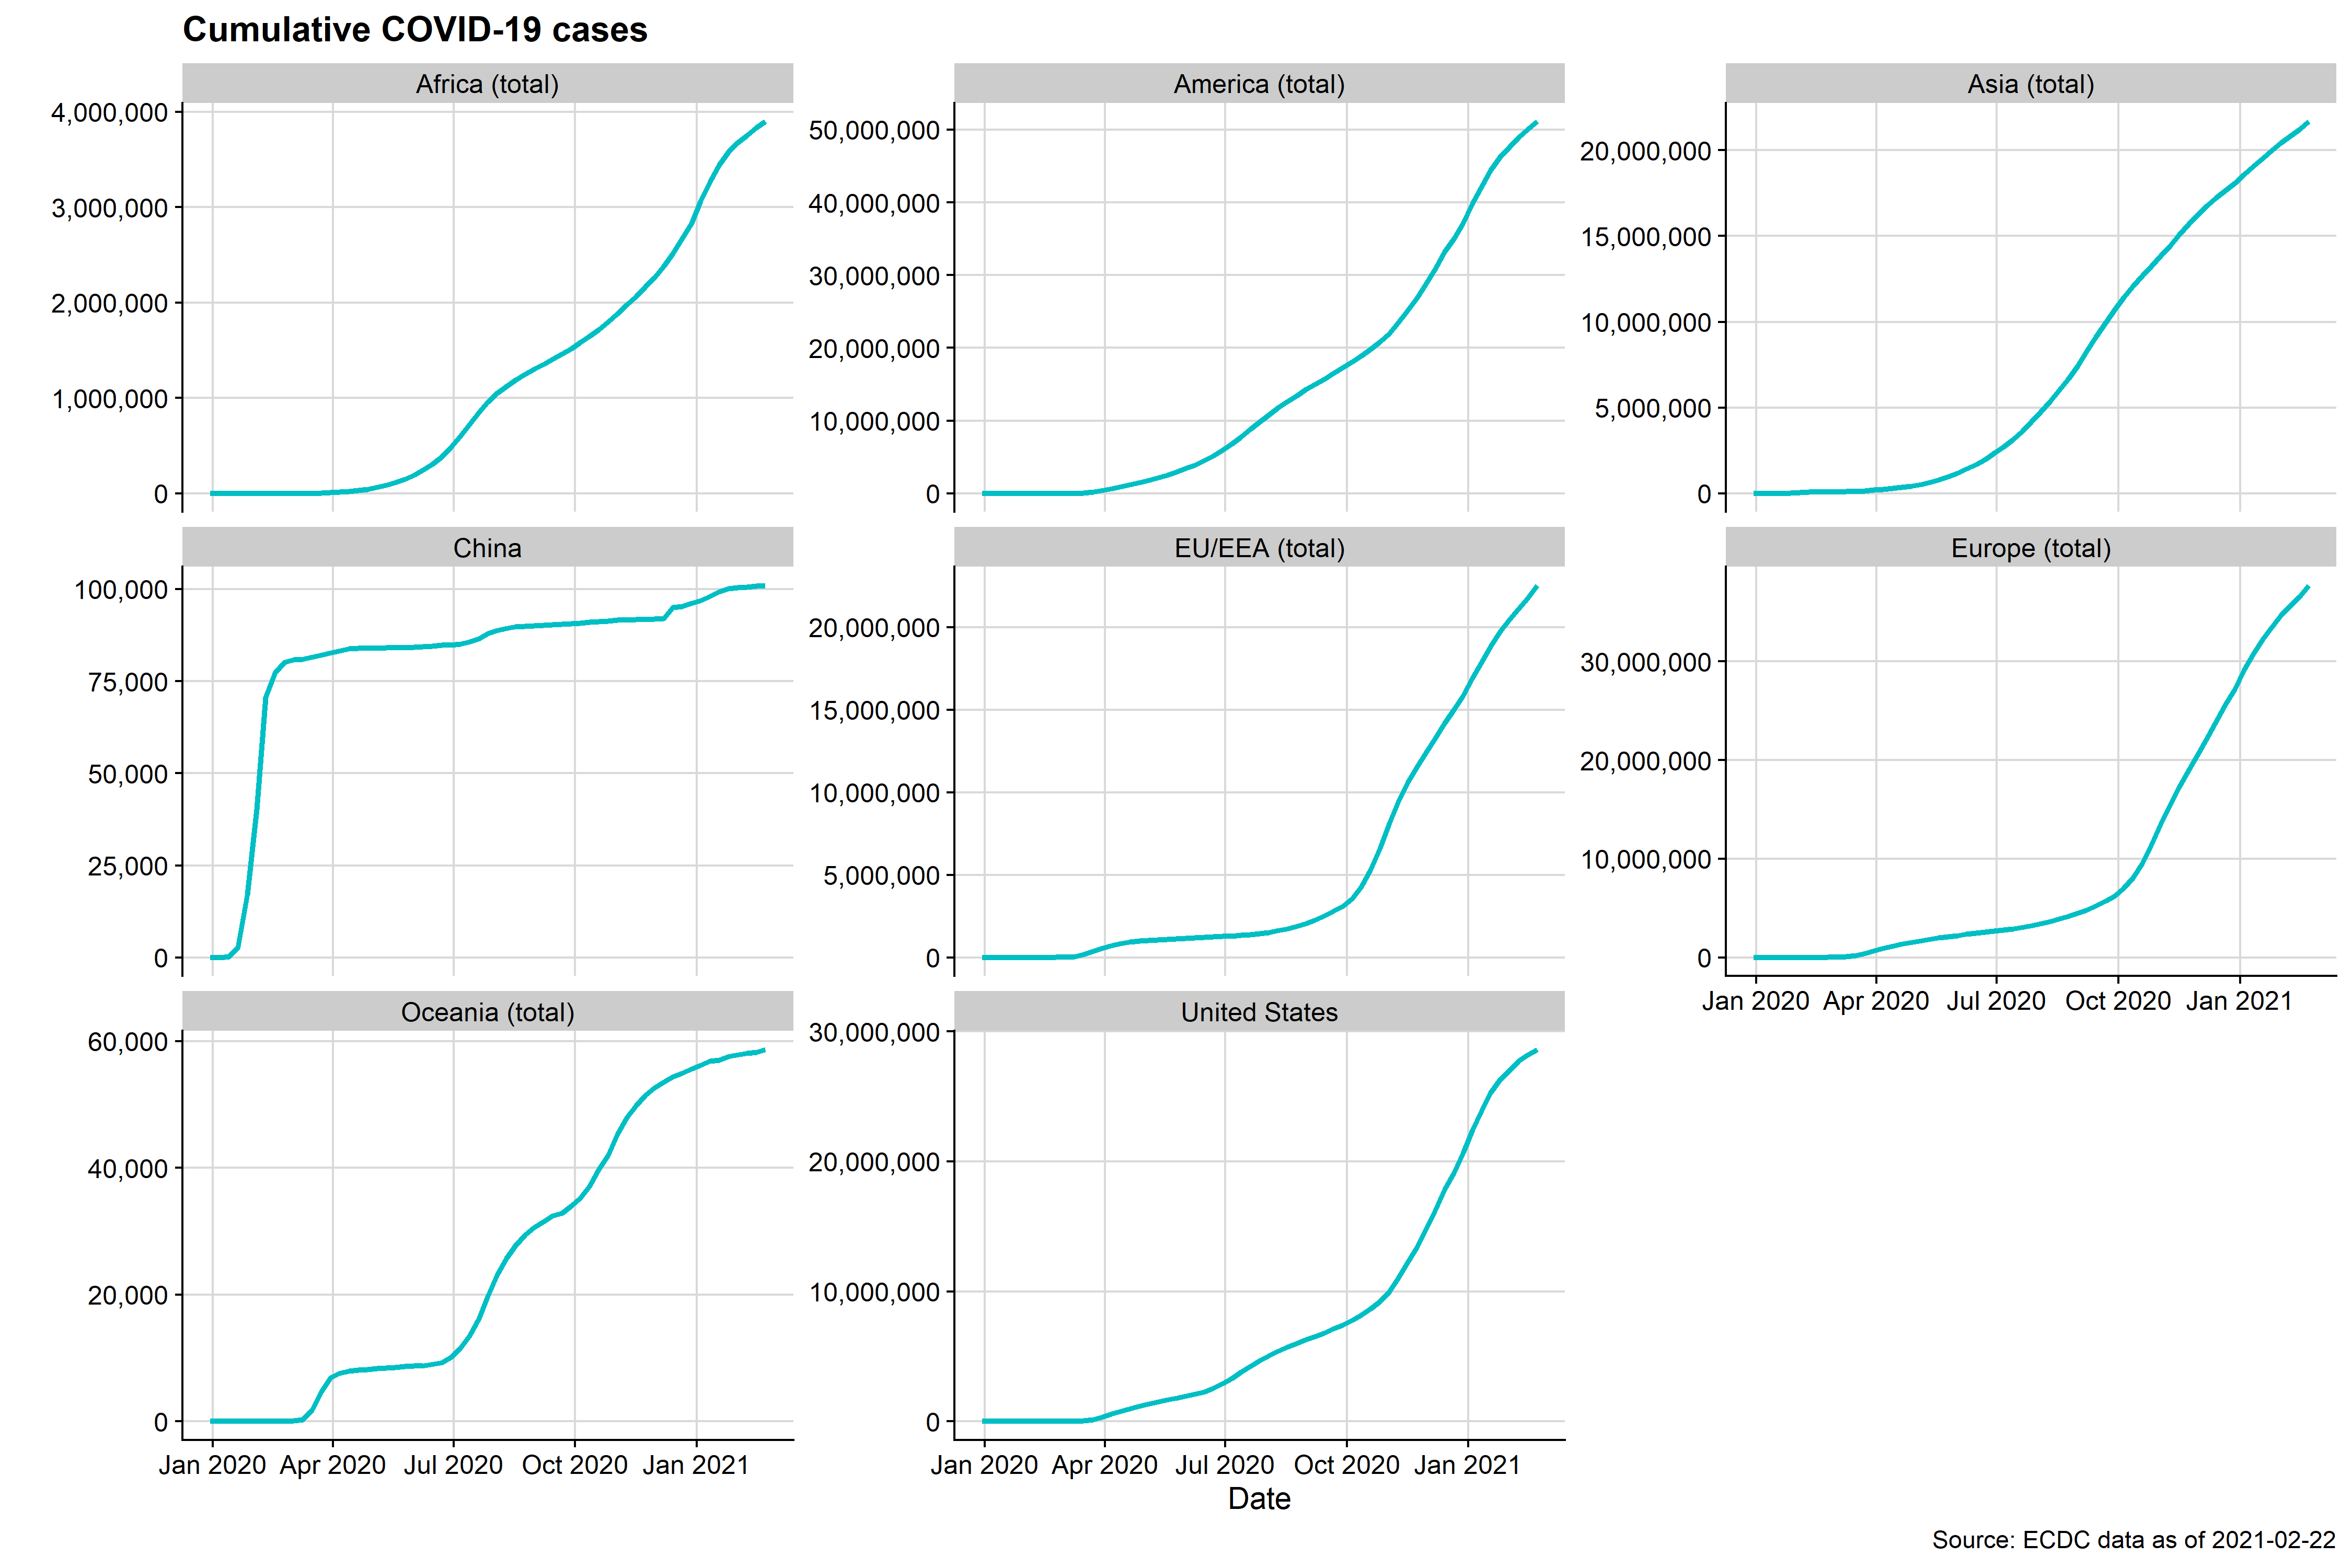 Cumulative COVID-19 cases
Africa (total)
4,000,000
3,000,000
2,000,000
1,000,000
0
America (total)
50,000,000
40,000,000
30,000,000
20,000,000
10,000,000
0
Asia (total)
20,000,000
15,000,000
10,000,000
5,000,000
0
China
100,000
75,000
50,000
25,000
0
EU/EEA (total)
20,000,000
15,000,000
10,000,000
5,000,000
0
Europe (total)
30,000,000
20,000,000
10,000,000
0
Jan 2020 Apr 2020 Jul 2020 Oct 2020 Jan 2021
Oceania (total)
60,000
40,000
20,000
0
Jan 2020 Apr 2020 Jul 2020 Oct 2020 Jan 2021
United States
30,000,000
20,000,000
10,000,000
0
Jan 2020 Apr 2020 Jul 2020 Oct 2020 Jan 2021
Date
Source: ECDC data as of 2021-02-22